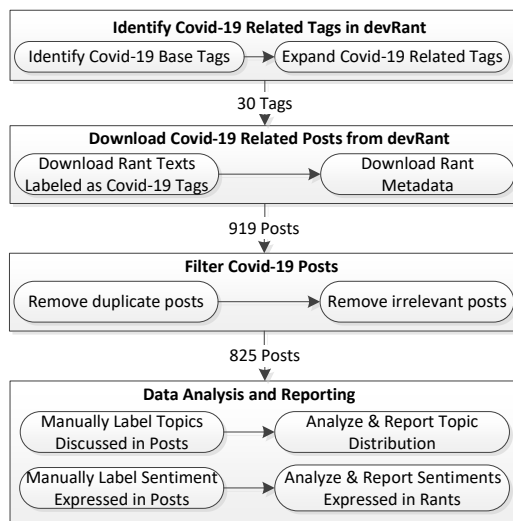 Identify Covid-19 Related Tags in devRant
Identify Covid-19 Base Tags
Expand Covid-19 Related Tags
30 Tags
Download Covid-19 Related Posts from devRant
Download Rant Texts
Labeled as Covid-19 Tags
Download Rant
Metadata
919 Posts
Filter Covid-19 Posts
Remove duplicate posts
Remove irrelevant posts
825 Posts
Data Analysis and Reporting
Manually Label Topics
Discussed in Posts
Analyze & Report Topic
Distribution
Manually Label Sentiment
Expressed in Posts
Analyze & Report Sentiments
Expressed in Rants